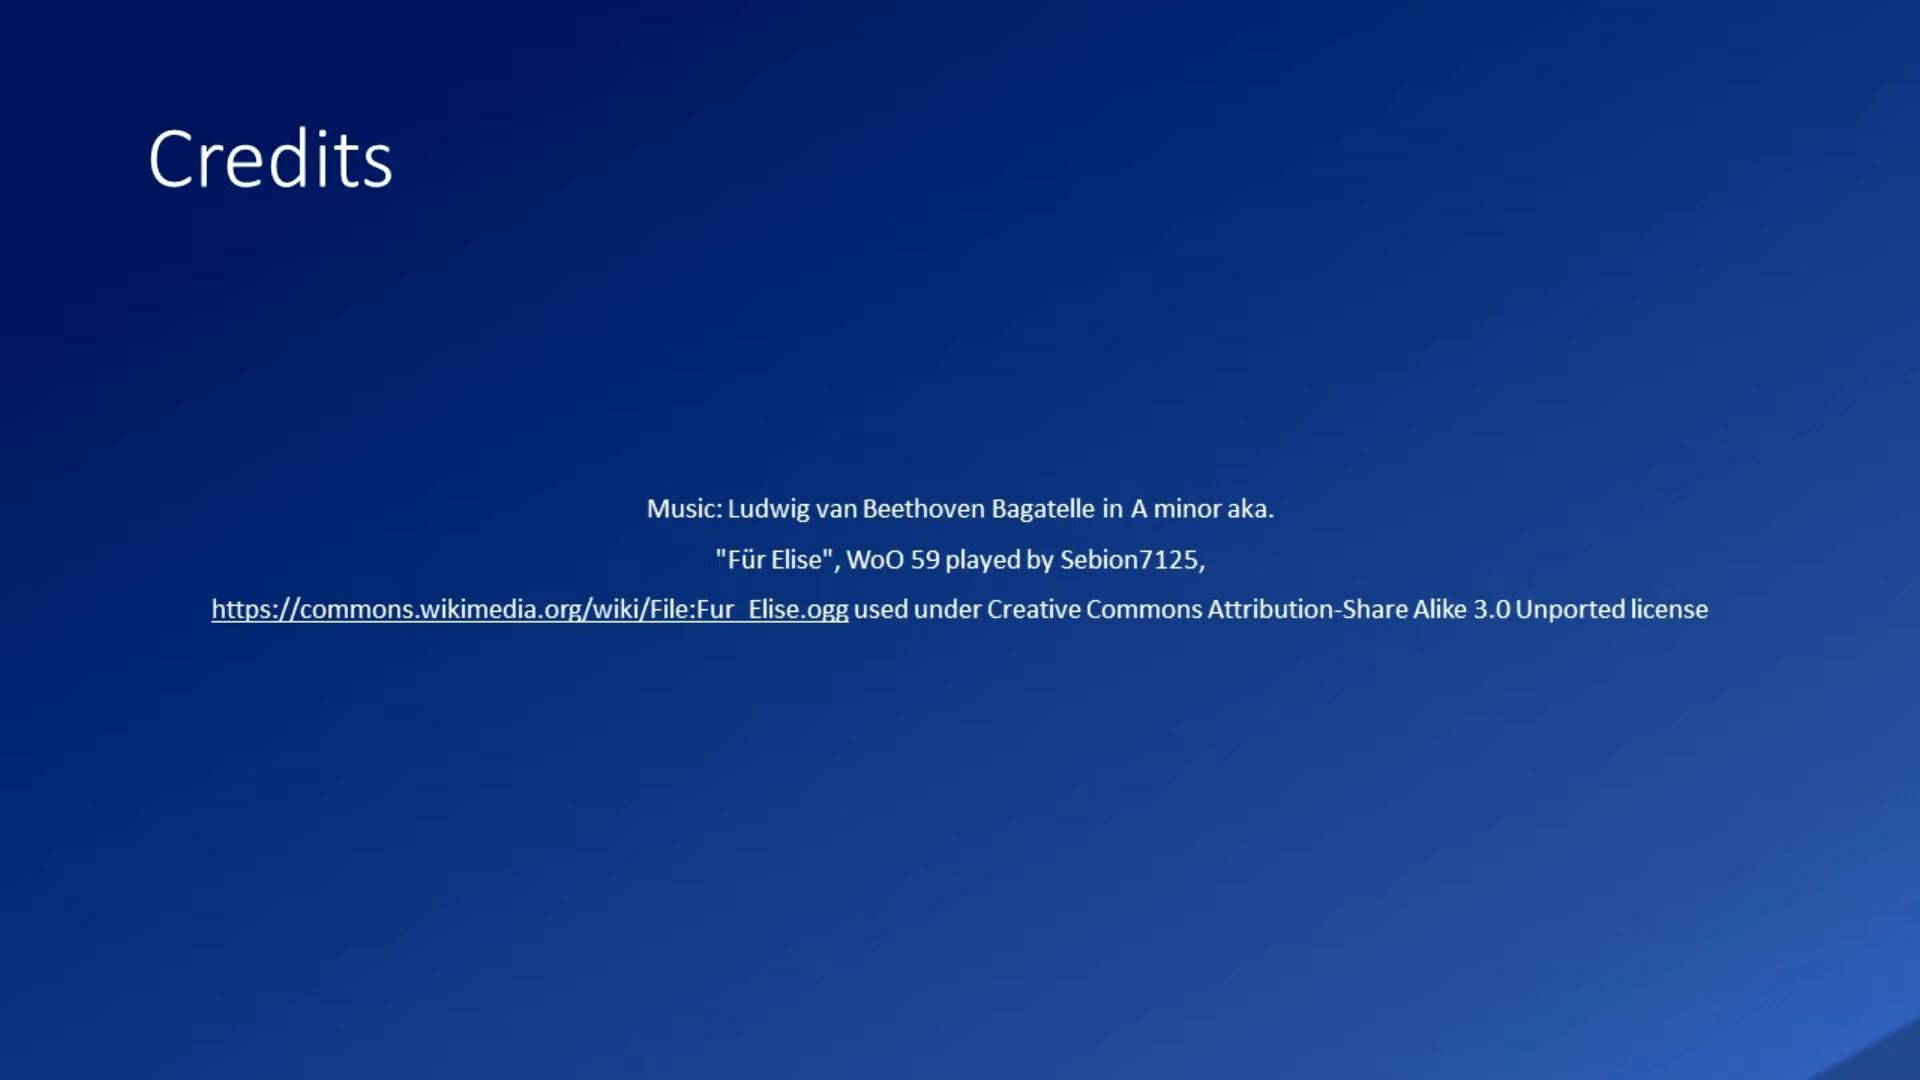 Credits
Music: Ludwig van Beethoven Bagatelle in A minor aka.
"Für Elise", WoO 59 played by Sebion7125,
https://commons.wikimedia.org/wiki/File:Fur_Elise.ogg used under Creative Commons Attribution-Share Alike 3.0 Unported license